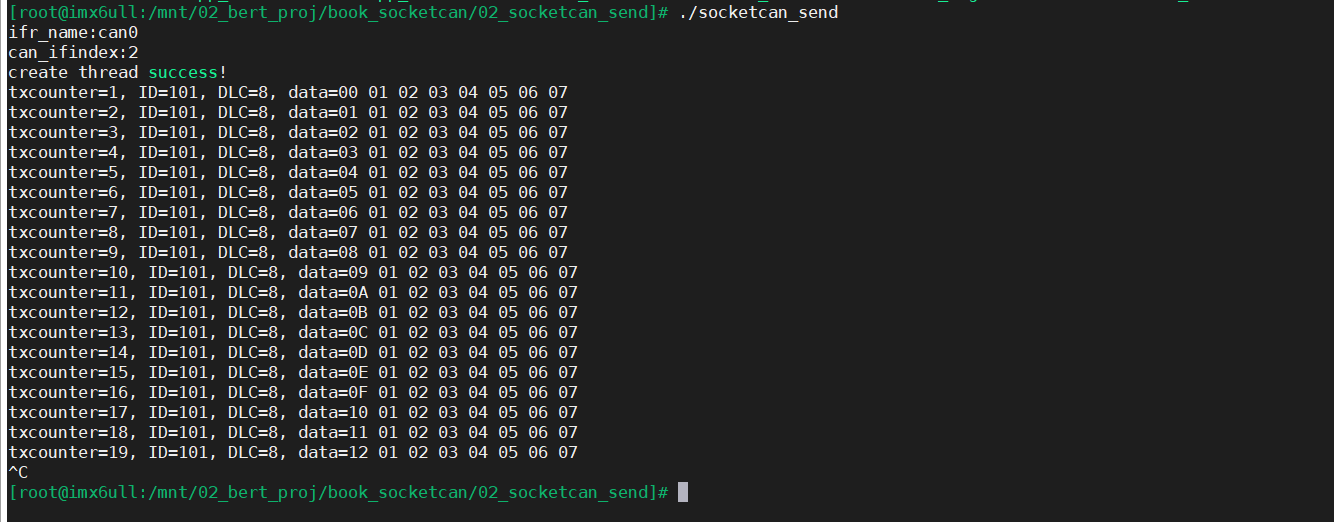 [root@imx6ull:/mnt/02_bert_proj/book_socketcan/02_socketcan_send]# ./socketcan_send
ifr_name:can0
can_ifindex:2
create thread success!
txcounter=1, ID=101, DLC=8, data=00 01 02 03 04 05 06 07
txcounter=2, ID=101, DLC=8, data=01 01 02 03 04 05 06 07
txcounter=3, ID=101, DLC=8, data=02 01 02 03 04 05 06 07
txcounter=4, ID=101, DLC=8, data=03 01 02 03 04 05 06 07
txcounter=5, ID=101, DLC=8, data=04 01 02 03 04 05 06 07
txcounter=6, ID=101, DLC=8, data=05 01 02 03 04 05 06 07
txcounter=7, ID=101, DLC=8, data=06 01 02 03 04 05 06 07
txcounter=8, ID=101, DLC=8, data=07 01 02 03 04 05 06 07
txcounter=9, ID=101, DLC=8, data=08 01 02 03 04 05 06 07
txcounter=10, ID=101, DLC=8, data=09 01 02 03 04 05 06 07
txcounter=11, ID=101, DLC=8, data=0A 01 02 03 04 05 06 07
txcounter=12, ID=101, DLC=8, data=0B 01 02 03 04 05 06 07
txcounter=13, ID=101, DLC=8, data=0C 01 02 03 04 05 06 07
txcounter=14, ID=101, DLC=8, data=0D 01 02 03 04 05 06 07
txcounter=15, ID=101, DLC=8, data=0E 01 02 03 04 05 06 07
txcounter=16, ID=101, DLC=8, data=0F 01 02 03 04 05 06 07
txcounter=17, ID=101, DLC=8, data=10 01 02 03 04 05 06 07
txcounter=18, ID=101, DLC=8, data=11 01 02 03 04 05 06 07
txcounter=19, ID=101, DLC=8, data=12 01 02 03 04 05 06 07
^C
[root@imx6ull:/mnt/02_bert_proj/book_socketcan/02_socketcan_send]#